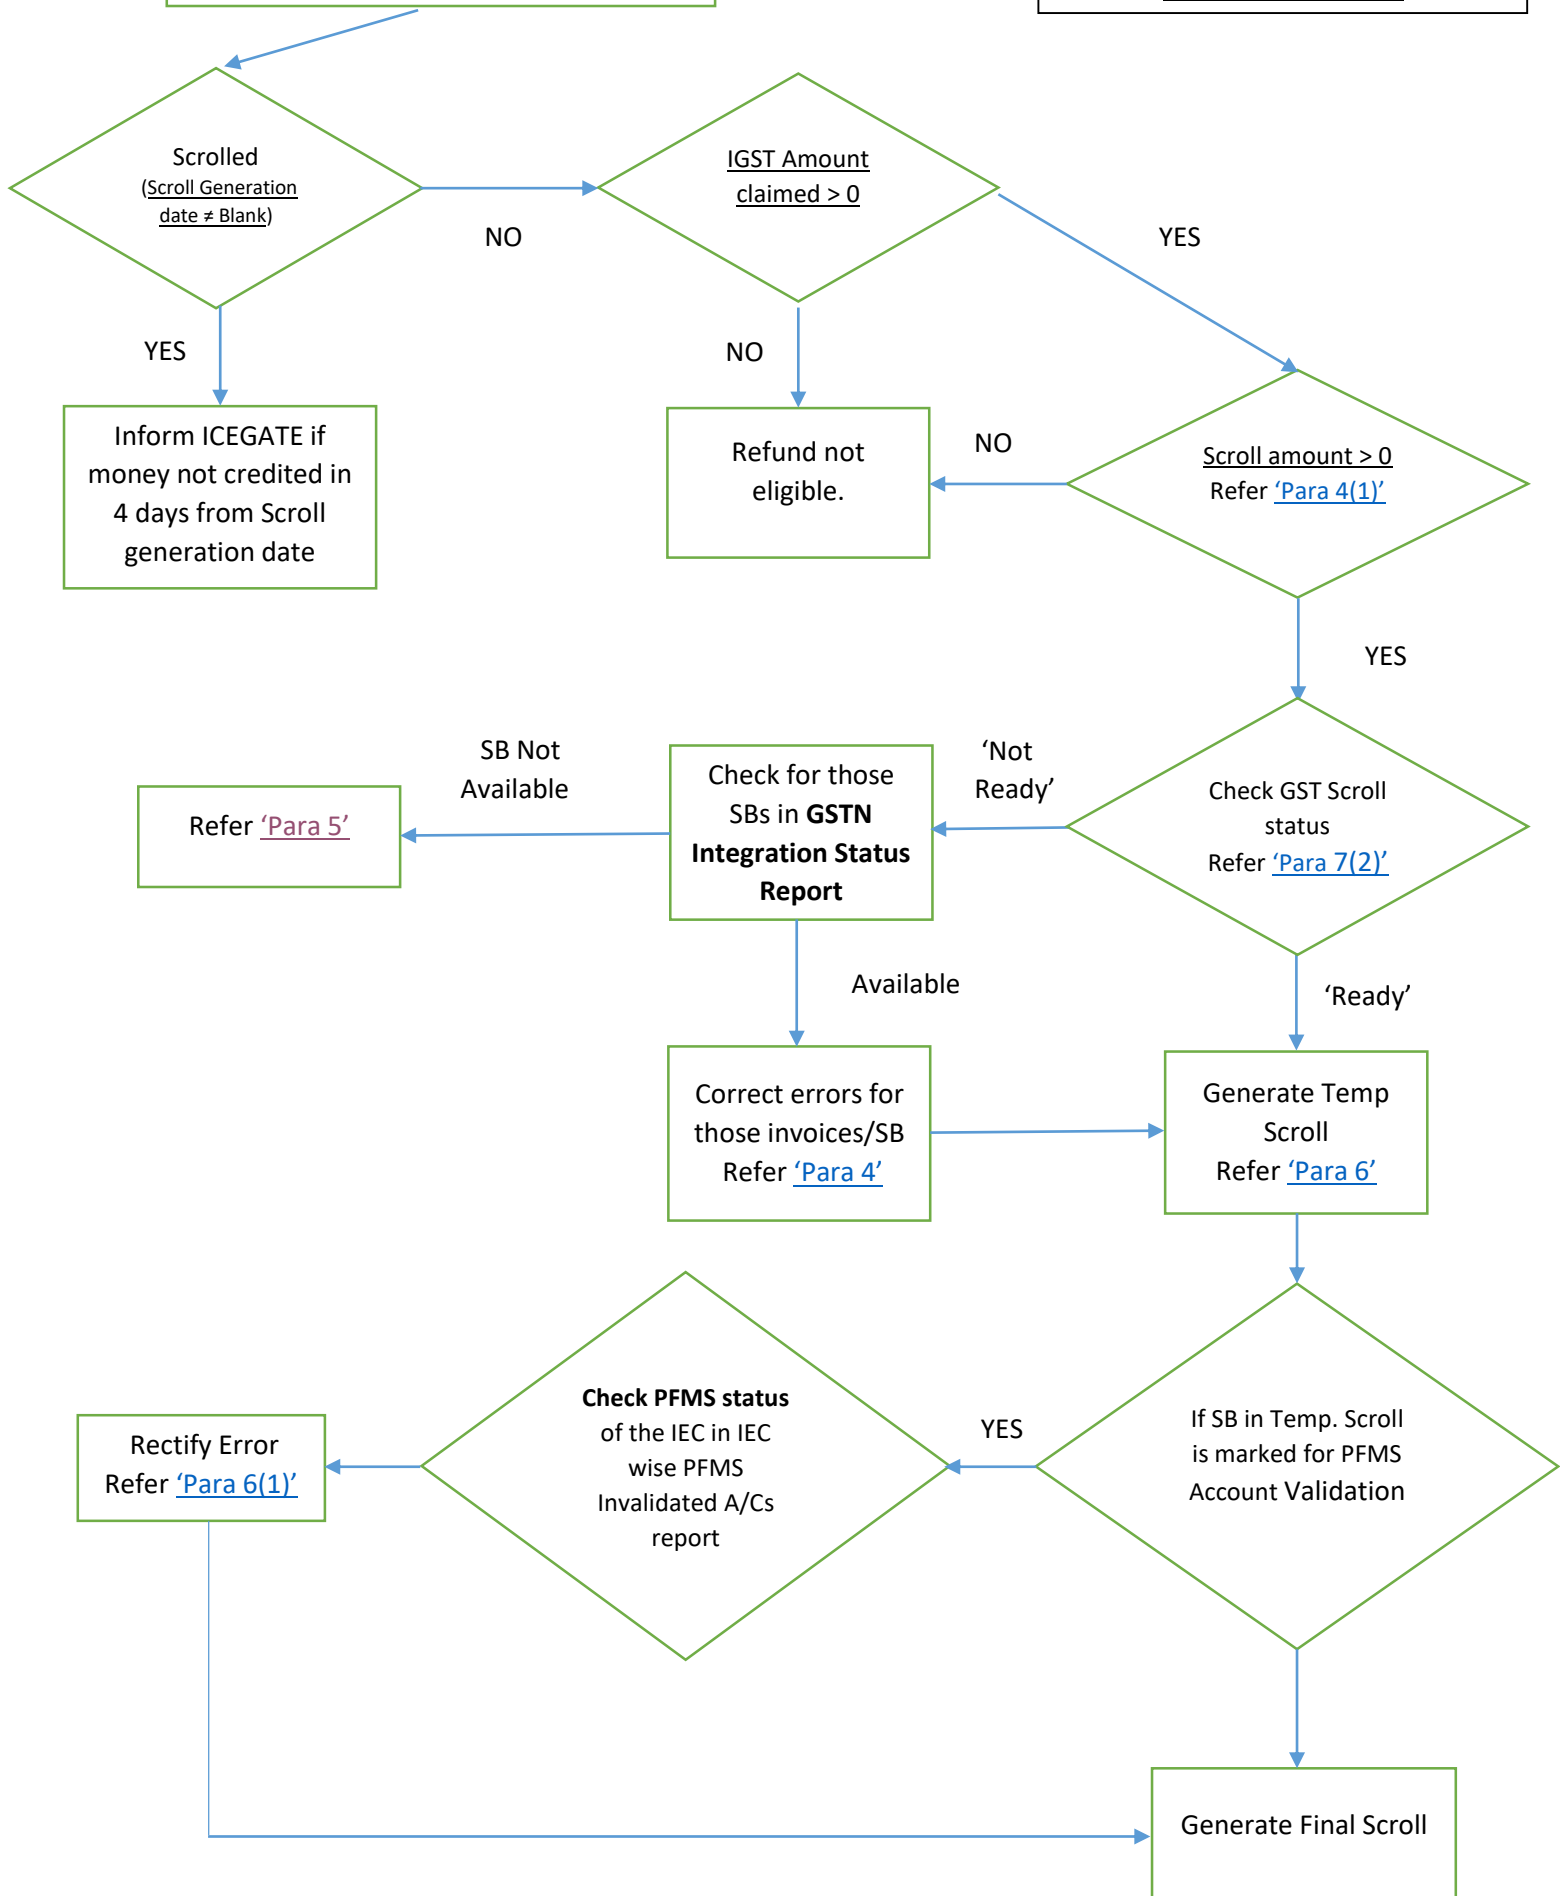 Scrolled
(Scroll Generation
date ≠ Blank)
IGST Amount
claimed > 0
NO
YES
YES
NO
Inform ICEGATE if
money not credited in
4 days from Scroll
generation date
Refund not
eligible.
NO
Scroll amount > 0
Refer ‘Para 4(1)’
YES
SB Not
Available
‘Not
Ready’
Refer ‘Para 5’
Check for those
SBs in GSTN
Integration Status
Report
Check GST Scroll
status
Refer ‘Para 7(2)’
Available
‘Ready’
Correct errors for
those invoices/SB
Refer ‘Para 4’
Generate Temp
Scroll
Refer ‘Para 6’
Rectify Error
Refer ‘Para 6(1)’
Check PFMS status
of the IEC in IEC
wise PFMS
Invalidated A/Cs
report
YES
If SB in Temp. Scroll
is marked for PFMS
Account Validation
Generate Final Scroll